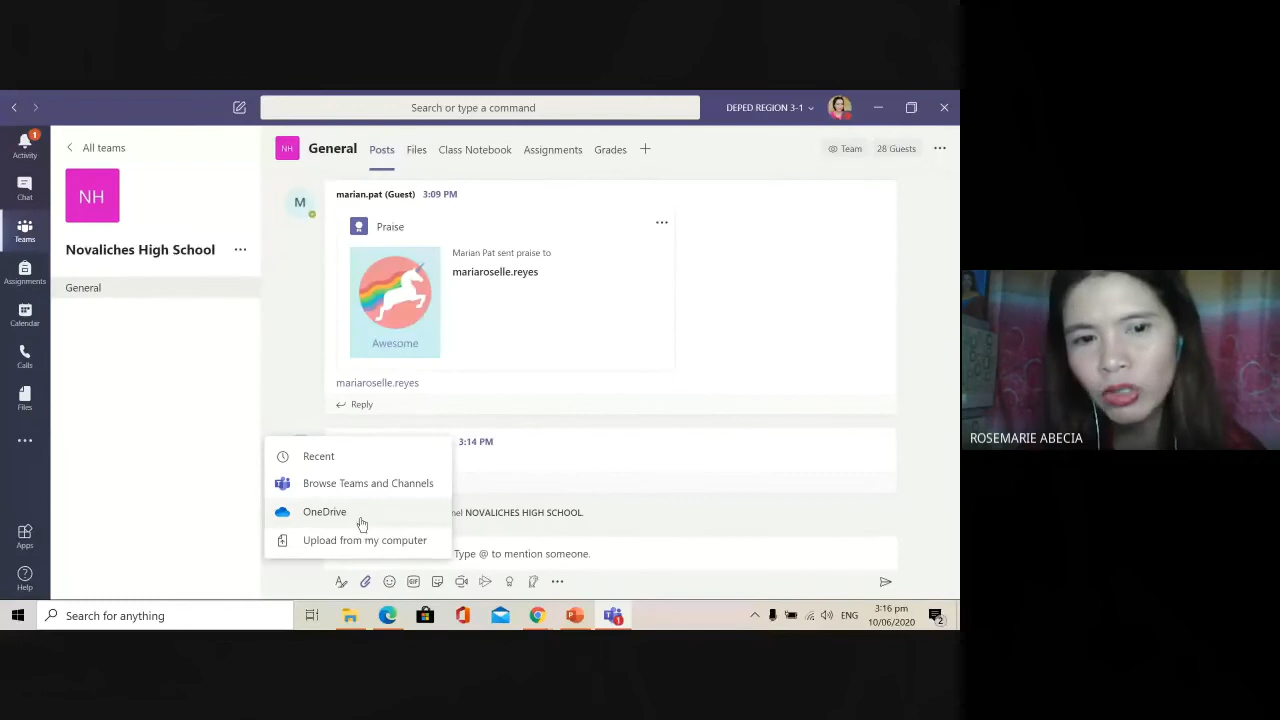 Search or type a command
DEPED REGION 3-1
1
Activity
Chat
Teams
Assignments
Calendar
Calls
Files
Apps
Help
All teams
NH
Novaliches High School
General
NH General Posts Files Class Notebook Assignments Grades
Team 28 Guests
M
marian.pat (Guest) 3:09 PM
Praise
Marian Pat sent praise to
mariaroselle.reyes
Awesome
mariaroselle.reyes
Reply
3:14 PM
nel NOVALICHES HIGH SCHOOL.
Type @ to mention someone.
GIF
Recent
Browse Teams and Channels
OneDrive
Upload from my computer
Search for anything
1
ENG
3:16 pm
10/06/2020
2
ROSEMARIE ABECIA